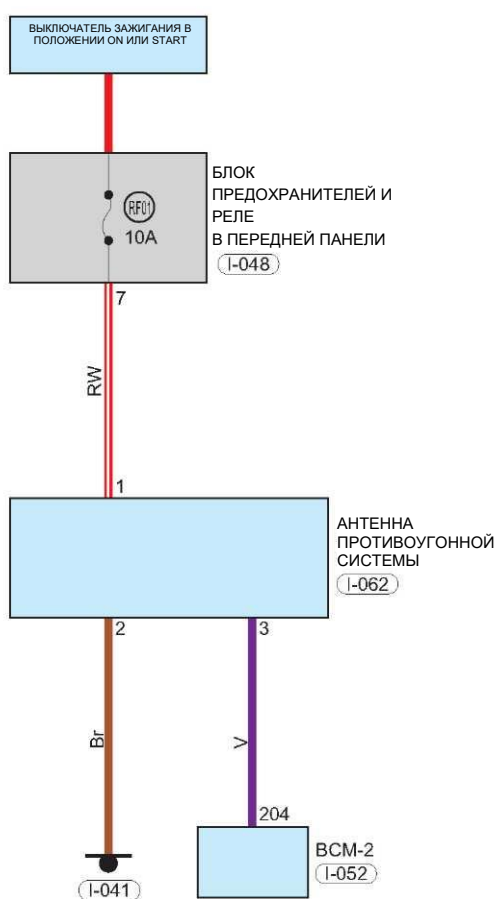 ВЫКЛЮЧАТЕЛЬ ЗАЖИГАНИЯ В
ПОЛОЖЕНИИ ON ИЛИ START
БЛОК
ПРЕДОХРАНИТЕЛЕЙ И
РЕЛЕ
В ПЕРЕДНЕЙ ПАНЕЛИ
I-048
RF01
10A
7
RW
1
АНТЕННА
ПРОТИВОУГОННОЙ
СИСТЕМЫ
I-062
2
3
Br
V
204
BCM-2
I-052
I-041